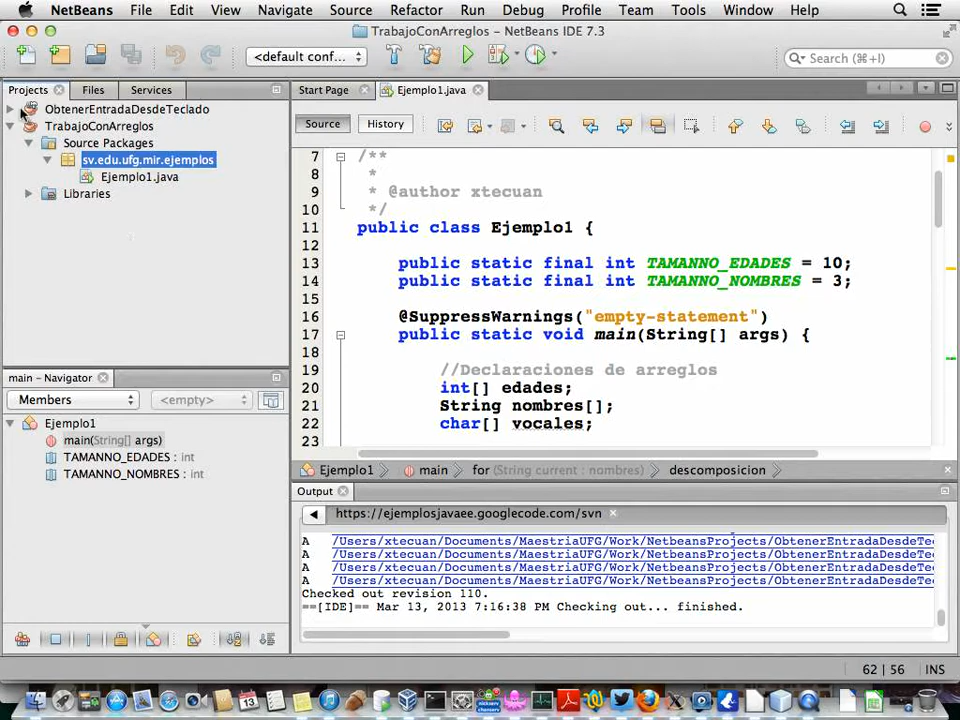 NetBeans File Edit View Navigate Source Refactor Run Debug Profile Team Tools Window Help
TrabajoConArreglos – NetBeans IDE 7.3
<default conf...
Search (⌘+I)
Projects Files Services
Start Page Ejemplo1.java
ObtenerEntradaDesdeTeclado
TrabajoConArreglos
Source Packages
sv.edu.ufg.mir.ejemplos
Ejemplo1.java
Libraries
Source History
7 /**
8 *
9 * @author xtecuan
10 */
11 public class Ejemplo1 {
12
13 public static final int TAMANNO_EDADES = 10;
14 public static final int TAMANNO_NOMBRES = 3;
15
16 @SuppressWarnings("empty-statement")
17 public static void main(String[] args) {
18
19 //Declaraciones de arreglos
20 int[] edades;
21 String nombres[];
22 char[] vocales;
23
main – Navigator
Members <empty>
Ejemplo1
main(String[] args)
TAMANNO_EDADES : int
TAMANNO_NOMBRES : int
Ejemplo1 main for (String current : nombres) descomposicion
Output
https://ejemplosjavaee.googlecode.com/svn
A /Users/xtecuan/Documents/MaestriaUFG/Work/NetbeansProjects/ObtenerEntradaDesdeTec
A /Users/xtecuan/Documents/MaestriaUFG/Work/NetbeansProjects/ObtenerEntradaDesdeTec
A /Users/xtecuan/Documents/MaestriaUFG/Work/NetbeansProjects/ObtenerEntradaDesdeTec
A /Users/xtecuan/Documents/MaestriaUFG/Work/NetbeansProjects/ObtenerEntradaDesdeTec
Checked out revision 110.
==[IDE]== Mar 13, 2013 7:16:38 PM Checking out... finished.
62 | 56 INS